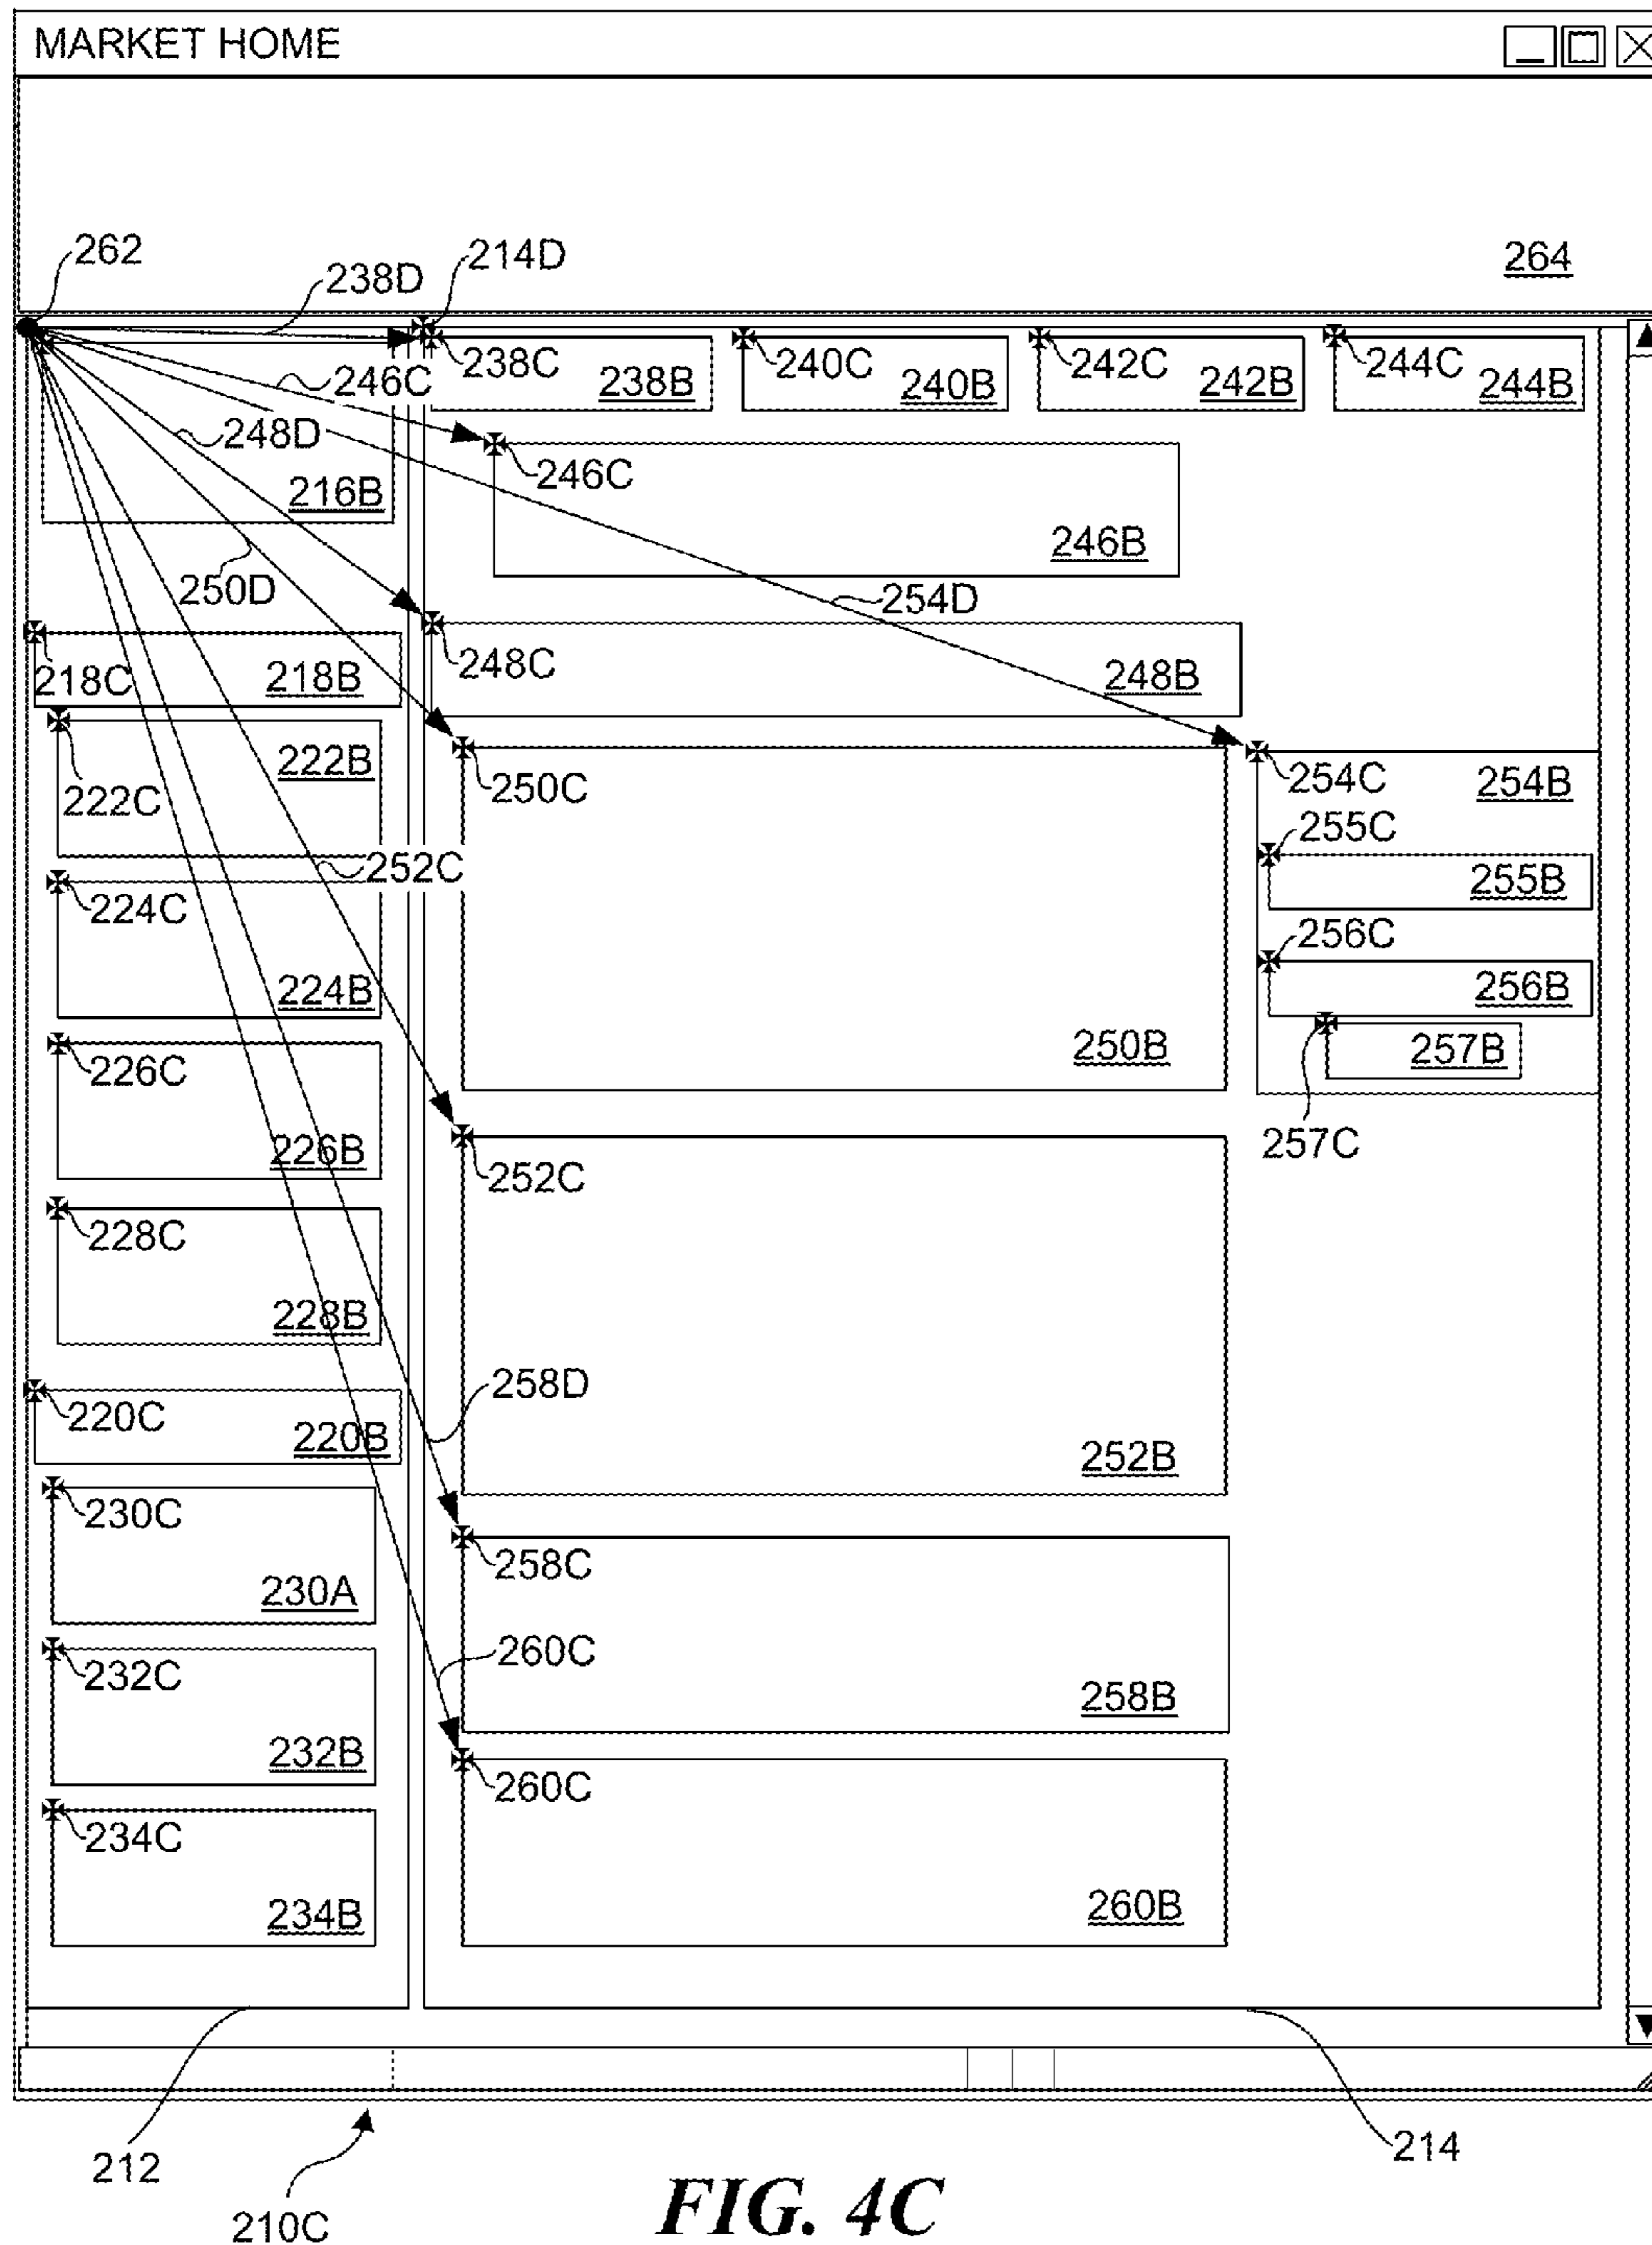 MARKET HOME
264
262
238D
214D
238C
238B
240C
240B
242C
242B
244C
244B
246C
248D
216B
246C
246B
250D
254D
218C
218B
248C
248B
222B
222C
250C
254C
254B
252C
255C
255B
224C
224B
256C
256B
226C
226B
250B
257B
257C
252C
228C
228B
258D
220C
220B
252B
230C
230A
258C
260C
232C
232B
258B
260C
234C
234B
260B
212
214
210C
FIG. 4C